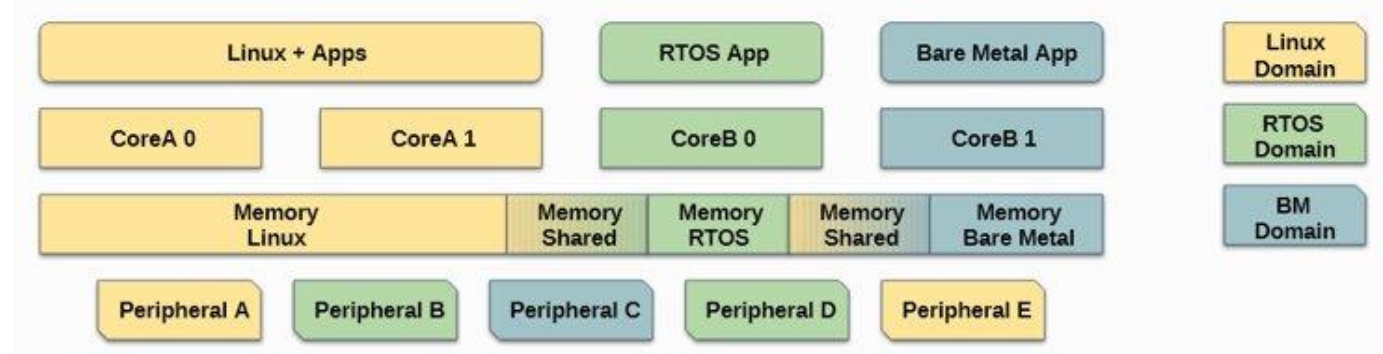 Linux + Apps
RTOS App
Bare Metal App
Linux
Domain
CoreA 0
CoreA 1
CoreB 0
CoreB 1
RTOS
Domain
Memory
Linux
Memory
Shared
Memory
RTOS
Memory
Shared
Memory
Bare Metal
BM
Domain
Peripheral A
Peripheral B
Peripheral C
Peripheral D
Peripheral E